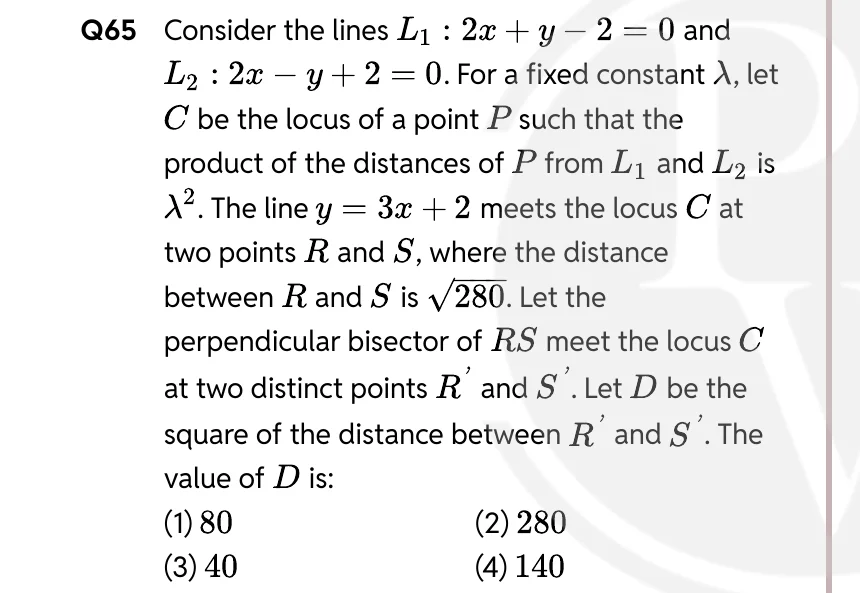 Q65 Consider the lines L₁ : 2x + y − 2 = 0 and
L₂ : 2x − y + 2 = 0. For a fixed constant λ, let
C be the locus of a point P such that the
product of the distances of P from L₁ and L₂ is
λ². The line y = 3x + 2 meets the locus C at
two points R and S, where the distance
between R and S is √280. Let the
perpendicular bisector of RS meet the locus C
at two distinct points R’ and S’. Let D be the
square of the distance between R’ and S’. The
value of D is:
(1) 80 (2) 280
(3) 40 (4) 140